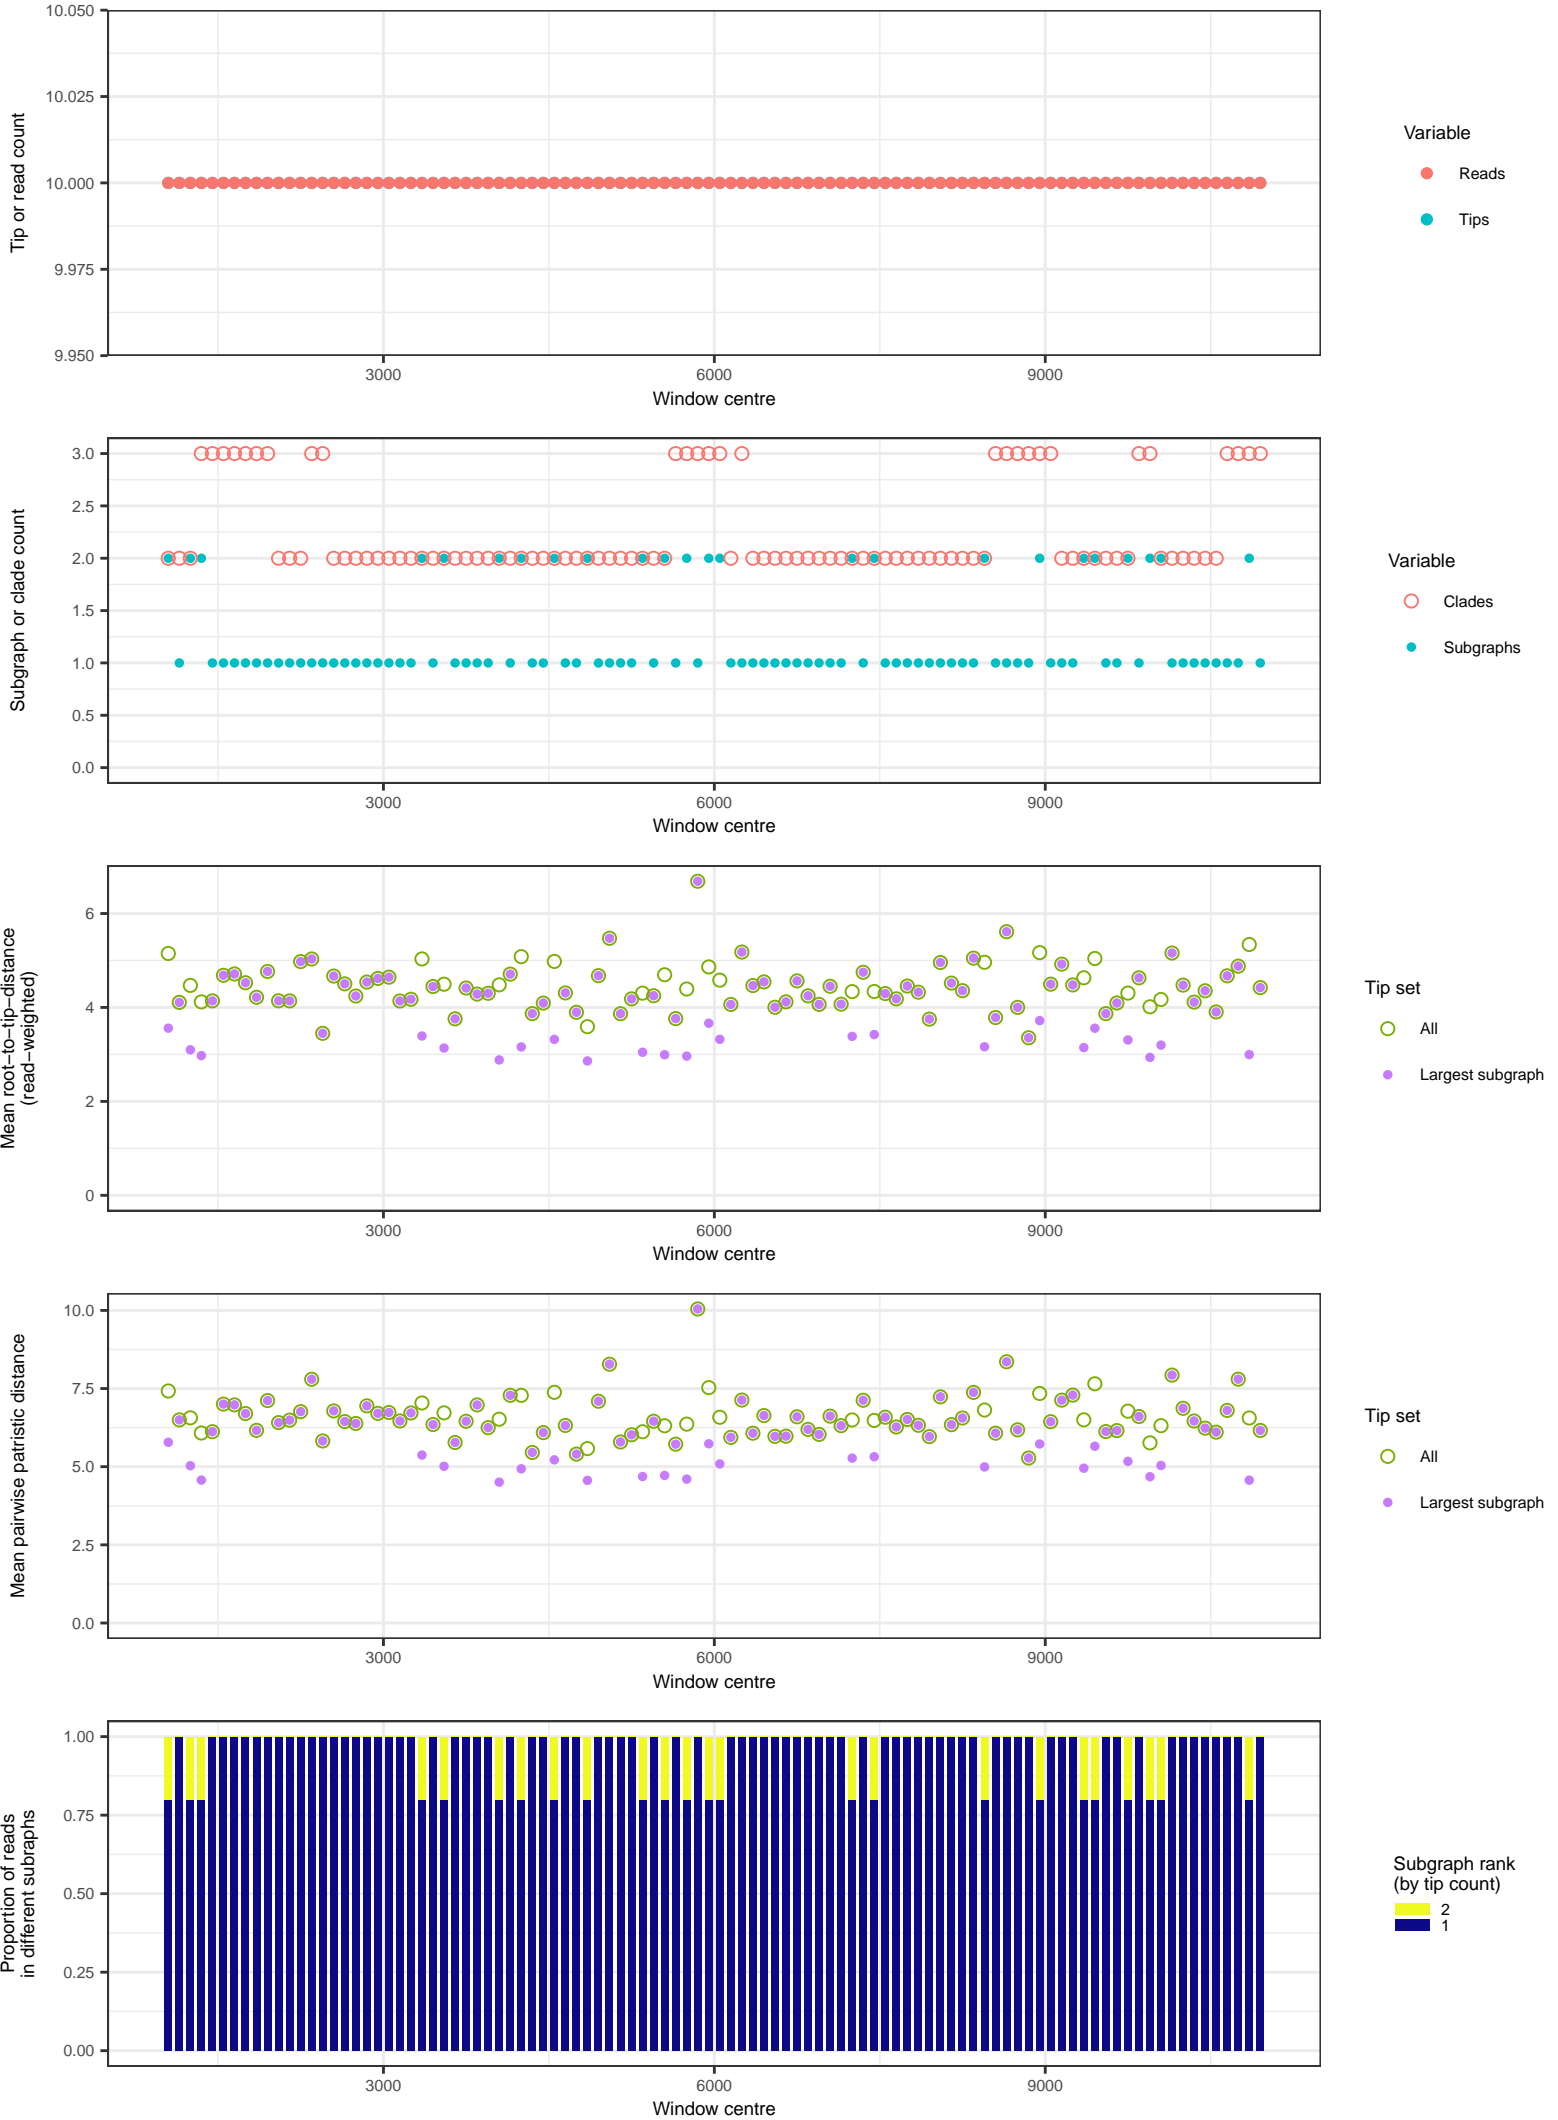 10.050
10.025
10.000
9.975
9.950
Tip or read count
3000 6000 9000
Window centre
Variable
Reads
Tips
3.0
2.5
2.0
1.5
1.0
0.5
0.0
Subgraph or clade count
3000 6000 9000
Window centre
Variable
Clades
Subgraphs
6
4
2
0
Mean root−to−tip−distance
(read−weighted)
3000 6000 9000
Window centre
Tip set
All
Largest subgraph
10.0
7.5
5.0
2.5
0.0
Mean pairwise patristic distance
3000 6000 9000
Window centre
Tip set
All
Largest subgraph
1.00
0.75
0.50
0.25
0.00
Proportion of reads
in different subraphs
3000 6000 9000
Window centre
Subgraph rank
(by tip count)
2
1